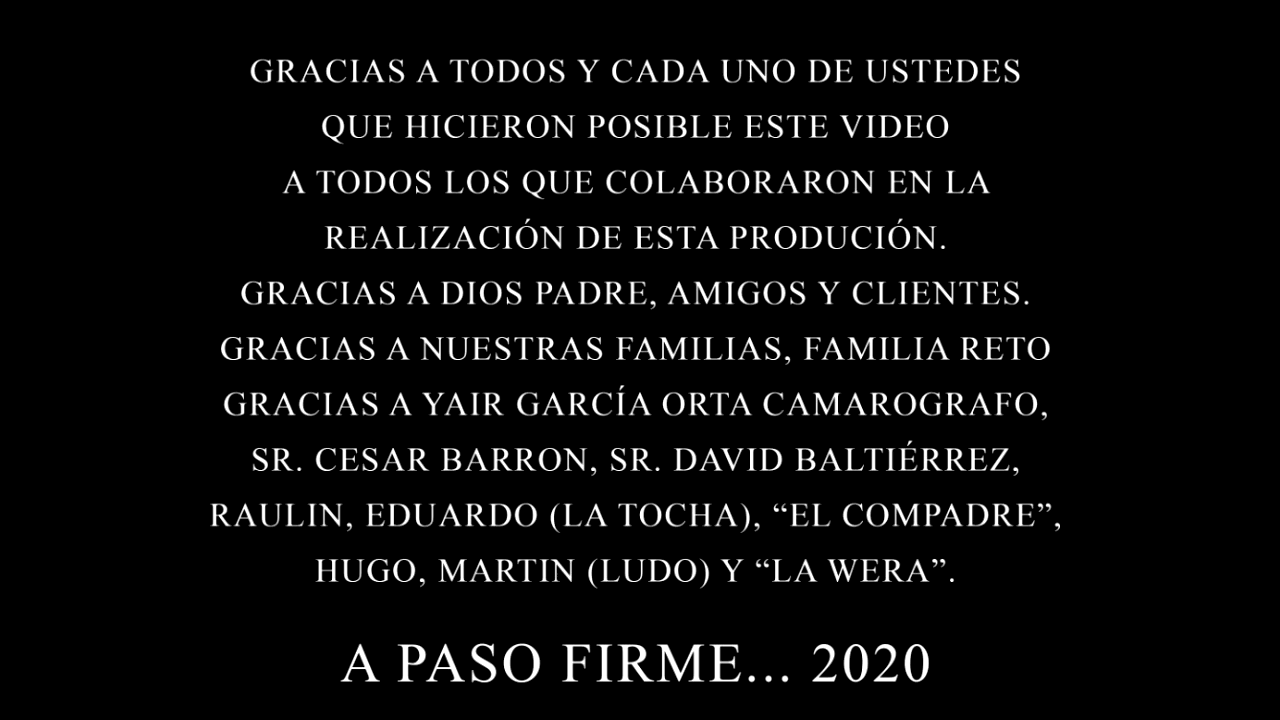 GRACIAS A TODOS Y CADA UNO DE USTEDES
QUE HICIERON POSIBLE ESTE VIDEO
A TODOS LOS QUE COLABORARON EN LA
REALIZACIÓN DE ESTA PRODUCIÓN.
GRACIAS A DIOS PADRE, AMIGOS Y CLIENTES.
GRACIAS A NUESTRAS FAMILIAS, FAMILIA RETO
GRACIAS A YAIR GARCÍA ORTA CAMAROGRAFO,
SR. CESAR BARRON, SR. DAVID BALTIÉRREZ,
RAULIN, EDUARDO (LA TOCHA), “EL COMPADRE”,
HUGO, MARTIN (LUDO) Y “LA WERA”.
A PASO FIRME... 2020